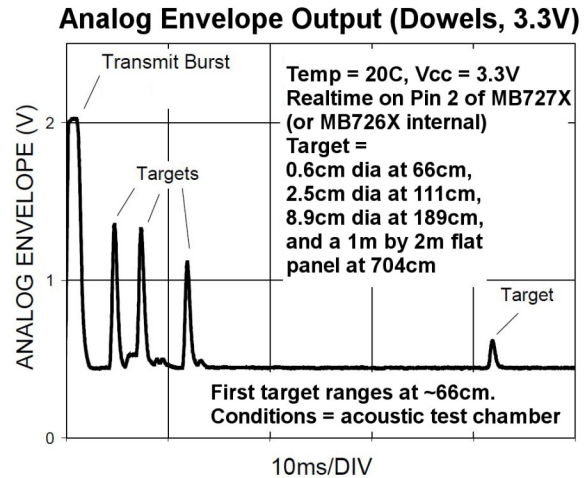 Analog Envelope Output (Dowels, 3.3V)
Transmit Burst
Temp = 20C, Vcc = 3.3V
Realtime on Pin 2 of MB727X
(or MB726X internal)
Target =
0.6cm dia at 66cm,
2.5cm dia at 111cm,
8.9cm dia at 189cm,
and a 1m by 2m flat
panel at 704cm
Targets
Target
First target ranges at ~66cm.
Conditions = acoustic test chamber
ANALOG ENVELOPE (V)
2
1
0
10ms/DIV